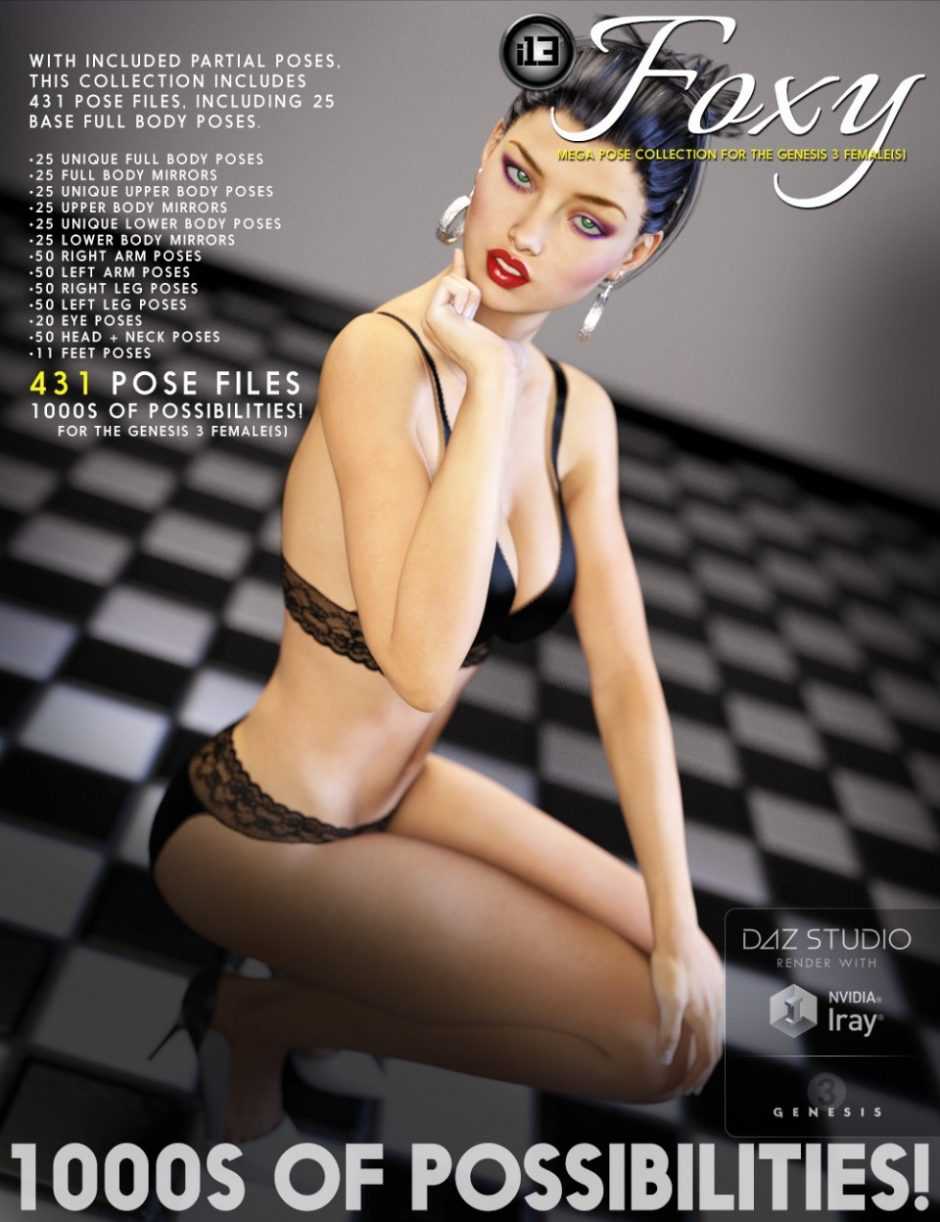 i13
Foxy
MEGA POSE COLLECTION FOR THE GENESIS 3 FEMALE(S)
WITH INCLUDED PARTIAL POSES,
THIS COLLECTION INCLUDES
431 POSE FILES, INCLUDING 25
BASE FULL BODY POSES.
•25 UNIQUE FULL BODY POSES
•25 FULL BODY MIRRORS
•25 UNIQUE UPPER BODY POSES
•25 UPPER BODY MIRRORS
•25 UNIQUE LOWER BODY POSES
•25 LOWER BODY MIRRORS
•50 RIGHT ARM POSES
•50 LEFT ARM POSES
•50 RIGHT LEG POSES
•50 LEFT LEG POSES
•20 EYE POSES
•50 HEAD + NECK POSES
•11 FEET POSES
431 POSE FILES
1000S OF POSSIBILITIES!
FOR THE GENESIS 3 FEMALE(S)
DAZ STUDIO
RENDER WITH
NVIDIA®
Iray®
3
GENESIS
1000S OF POSSIBILITIES!